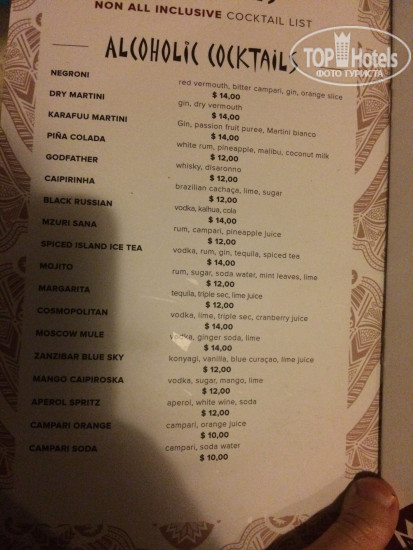 NON ALL INCLUSIVE COCKTAIL LIST
ALCOHOLIC COCKTAILS
NEGRONI red vermouth, bitter campari, gin, orange slice
$ 14,00
DRY MARTINI gin, dry vermouth
$ 14,00
KARAFUU MARTINI Gin, passion fruit puree, Martini bianco
$ 14,00
PIÑA COLADA white rum, pineapple, malibu, coconut milk
$ 12,00
GODFATHER whisky, disaronno
$ 12,00
CAIPIRINHA brazilian cachaça, lime, sugar
$ 12,00
BLACK RUSSIAN vodka, kalhua, cola
$ 14,00
MZURI SANA rum, campari, pineapple juice
$ 12,00
SPICED ISLAND ICE TEA vodka, rum, gin, tequila, spiced tea
$ 14,00
MOJITO rum, sugar, soda water, mint leaves, lime
$ 12,00
MARGARITA tequila, triple sec, lime juice
$ 12,00
COSMOPOLITAN vodka, lime, triple sec, cranberry juice
$ 14,00
MOSCOW MULE vodka, ginger soda, lime
$ 14,00
ZANZIBAR BLUE SKY konyagi, vanille, blue curaçao, lime juice
$ 12,00
MANGO CAIPIROSKA vodka, sugar, mango, lime
$ 12,00
APEROL SPRITZ aperol, white wine, soda
$ 12,00
CAMPARI ORANGE campari, orange juice
$ 10,00
CAMPARI SODA campari, soda water
$ 10,00
TOP Hotels
ФОТО ТУРИСТА